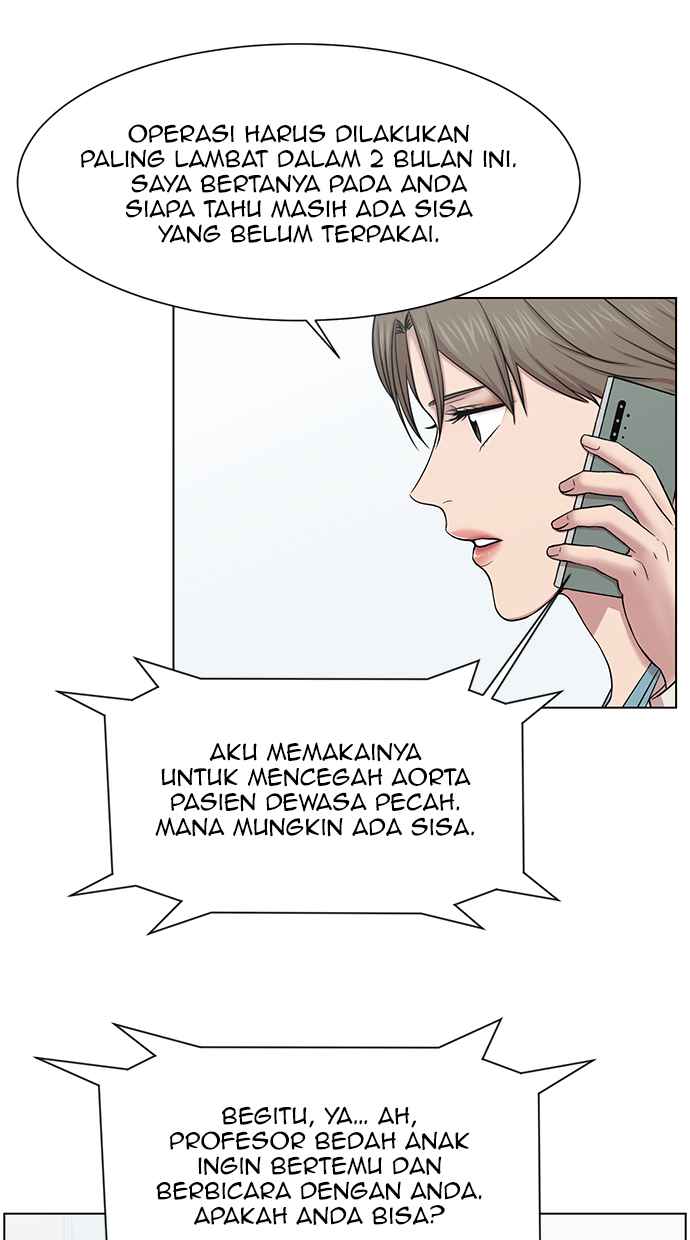 OPERASI HARUS DILAKUKAN
PALING LAMBAT DALAM 2 BULAN INI.
SAYA BERTANYA PADA ANDA
SIAPA TAHU MASIH ADA SISA
YANG BELUM TERPAKAI.
AKU MEMAKAINYA
UNTUK MENCEGAH AORTA
PASIEN DEWASA PECAH.
MANA MUNGKIN ADA SISA.
BEGITU, YA... AH,
PROFESOR BEDAH ANAK
INGIN BERTEMU DAN
BERBICARA DENGAN ANDA.
APAKAH ANDA BISA?